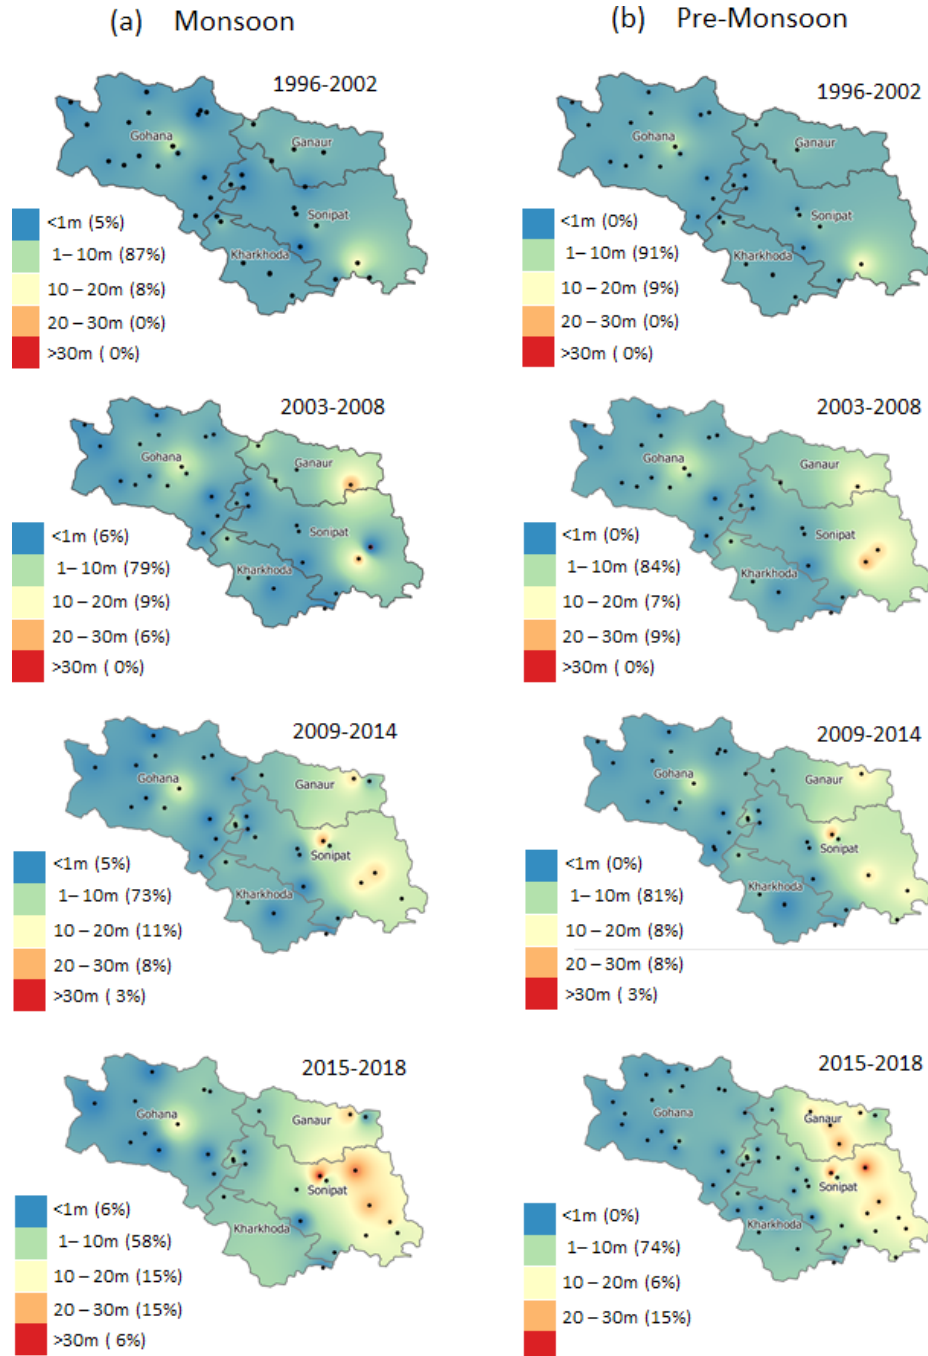 (a) Monsoon
(b) Pre-Monsoon
1996-2002
Gohana
Ganaur
Sonipat
Kharkhoda
<1m (5%)
1–10m (87%)
10 – 20m (8%)
20 – 30m (0%)
>30m ( 0%)
1996-2002
Gohana
Ganaur
Sonipat
Kharkhoda
<1m (0%)
1–10m (91%)
10 – 20m (9%)
20 – 30m (0%)
>30m ( 0%)
2003-2008
Gohana
Ganaur
Sonipat
Kharkhoda
<1m (6%)
1–10m (79%)
10 – 20m (9%)
20 – 30m (6%)
>30m ( 0%)
2003-2008
Gohana
Ganaur
Sonipat
Kharkhoda
<1m (0%)
1–10m (84%)
10 – 20m (7%)
20 – 30m (9%)
>30m ( 0%)
2009-2014
Gohana
Ganaur
Sonipat
Kharkhoda
<1m (5%)
1–10m (73%)
10 – 20m (11%)
20 – 30m (8%)
>30m ( 3%)
2009-2014
Gohana
Ganaur
Sonipat
Kharkhoda
<1m (0%)
1–10m (81%)
10 – 20m (8%)
20 – 30m (8%)
>30m ( 3%)
2015-2018
Gohana
Ganaur
Sonipat
Kharkhoda
<1m (6%)
1–10m (58%)
10 – 20m (15%)
20 – 30m (15%)
>30m ( 6%)
2015-2018
Gohana
Ganaur
Sonipat
Kharkhoda
<1m (0%)
1–10m (74%)
10 – 20m (6%)
20 – 30m (15%)